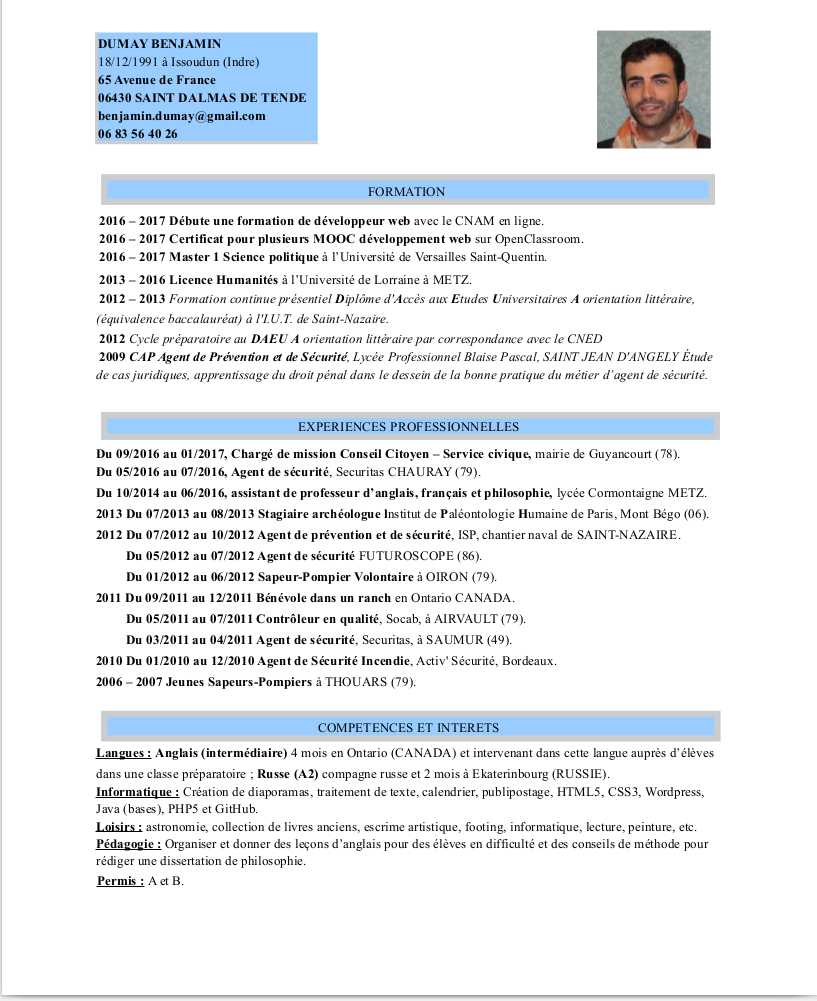 DUMAY BENJAMIN
18/12/1991 à Issoudun (Indre)
65 Avenue de France
06430 SAINT DALMAS DE TENDE
benjamin.dumay@gmail.com
06 83 56 40 26
FORMATION
2016 – 2017 Débute une formation de développeur web avec le CNAM en ligne.
2016 – 2017 Certificat pour plusieurs MOOC développement web sur OpenClassroom.
2016 – 2017 Master 1 Science politique à l’Université de Versailles Saint-Quentin.
2013 – 2016 Licence Humanités à l’Université de Lorraine à METZ.
2012 – 2013 Formation continue présentiel Diplôme d'Accès aux Etudes Universitaires A orientation littéraire,
(équivalence baccalauréat) à l'I.U.T. de Saint-Nazaire.
2012 Cycle préparatoire au DAEU A orientation littéraire par correspondance avec le CNED
2009 CAP Agent de Prévention et de Sécurité, Lycée Professionnel Blaise Pascal, SAINT JEAN D'ANGELY Étude
de cas juridiques, apprentissage du droit pénal dans le dessein de la bonne pratique du métier d’agent de sécurité.
EXPERIENCES PROFESSIONNELLES
Du 09/2016 au 01/2017, Chargé de mission Conseil Citoyen – Service civique, mairie de Guyancourt (78).
Du 05/2016 au 07/2016, Agent de sécurité, Securitas CHAURAY (79).
Du 10/2014 au 06/2016, assistant de professeur d’anglais, français et philosophie, lycée Cormontaigne METZ.
2013 Du 07/2013 au 08/2013 Stagiaire archéologue Institut de Paléontologie Humaine de Paris, Mont Bégo (06).
2012 Du 07/2012 au 10/2012 Agent de prévention et de sécurité, ISP, chantier naval de SAINT-NAZAIRE.
Du 05/2012 au 07/2012 Agent de sécurité FUTUROSCOPE (86).
Du 01/2012 au 06/2012 Sapeur-Pompier Volontaire à OIRON (79).
2011 Du 09/2011 au 12/2011 Bénévole dans un ranch en Ontario CANADA.
Du 05/2011 au 07/2011 Contrôleur en qualité, Socab, à AIRVAULT (79).
Du 03/2011 au 04/2011 Agent de sécurité, Securitas, à SAUMUR (49).
2010 Du 01/2010 au 12/2010 Agent de Sécurité Incendie, Activ' Sécurité, Bordeaux.
2006 – 2007 Jeunes Sapeurs-Pompiers à THOUARS (79).
COMPETENCES ET INTERETS
Langues : Anglais (intermédiaire) 4 mois en Ontario (CANADA) et intervenant dans cette langue auprès d’élèves
dans une classe préparatoire ; Russe (A2) compagne russe et 2 mois à Ekaterinbourg (RUSSIE).
Informatique : Création de diaporamas, traitement de texte, calendrier, publipostage, HTML5, CSS3, Wordpress,
Java (bases), PHP5 et GitHub.
Loisirs : astronomie, collection de livres anciens, escrime artistique, footing, informatique, lecture, peinture, etc.
Pédagogie : Organiser et donner des leçons d’anglais pour des élèves en difficulté et des conseils de méthode pour
rédiger une dissertation de philosophie.
Permis : A et B.